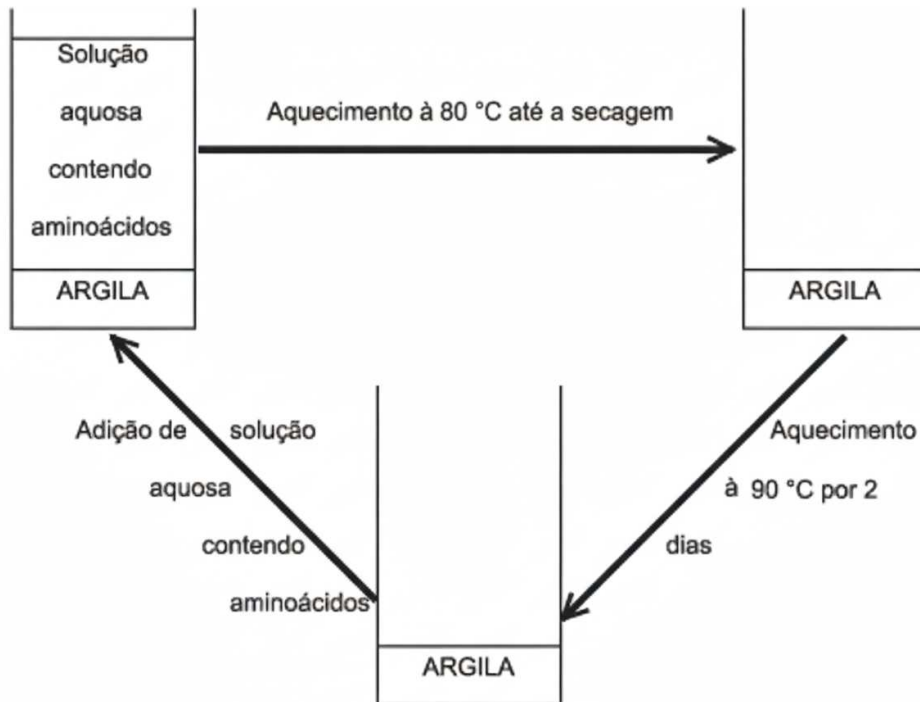 Solução
aquosa
contendo
aminoácidos
ARGILA
Aquecimento à 80 °C até a secagem
ARGILA
Aquecimento
à 90 °C por 2
dias
ARGILA
Adição de solução
aquosa
contendo
aminoácidos